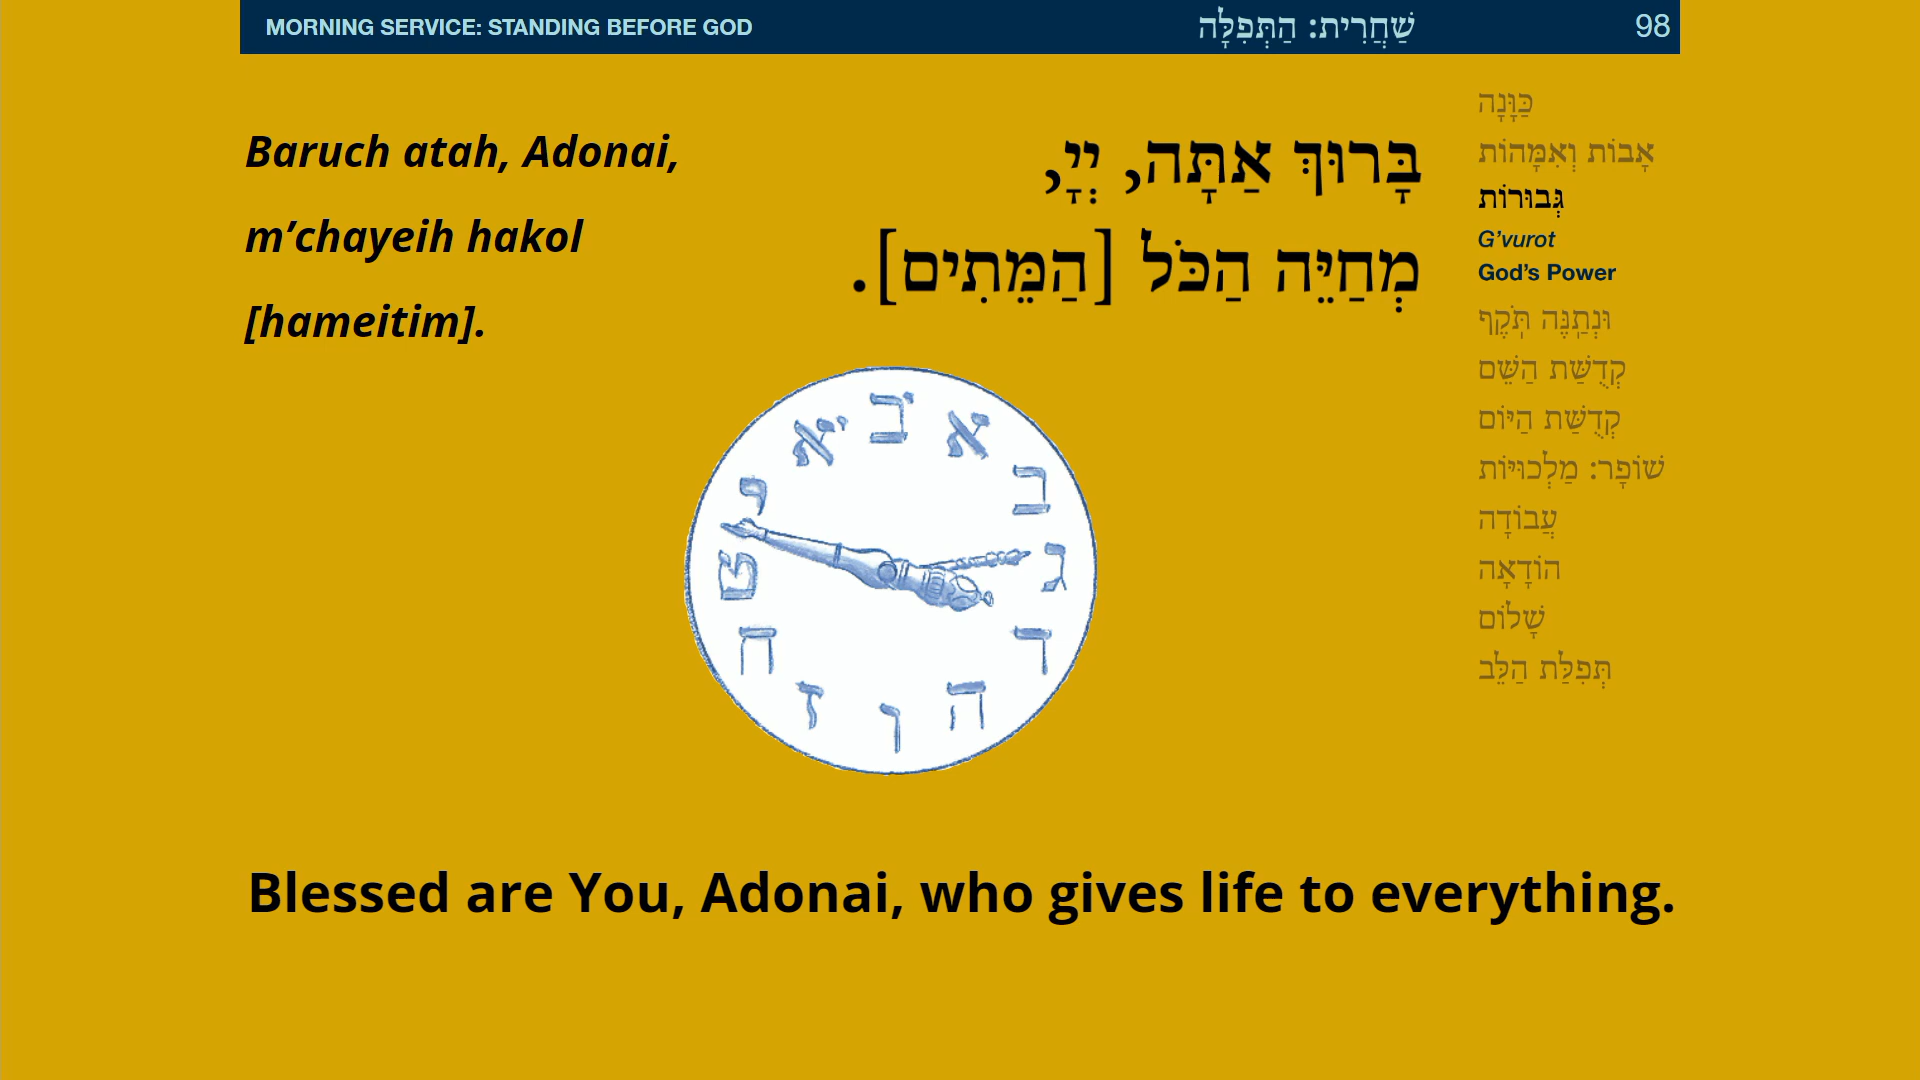 MORNING SERVICE: STANDING BEFORE GOD
שַׁחֲרִית: הַתְּפִלָּה
98
Baruch atah, Adonai,
m’chayeih hakol
[hameitim].
בָּרוּךְ אַתָּה, יְיָ,
מְחַיֵּה הַכֹּל [הַמֵּתִים].
כַּוָּנָה
אָבוֹת וְאִמָּהוֹת
גְּבוּרוֹת
G’vurot
God’s Power
וּנְתַנֶּה תֹּקֶף
קְדֻשַּׁת הַשֵּׁם
קְדֻשַּׁת הַיּוֹם
שׁוֹפָר: מַלְכוּיּוֹת
עֲבוֹדָה
הוֹדָאָה
שָׁלוֹם
תְּפִלַּת הַלֵּב
יב
א
ב
ג
ד
ה
ו
ז
ח
ט
י
יא
Blessed are You, Adonai, who gives life to everything.